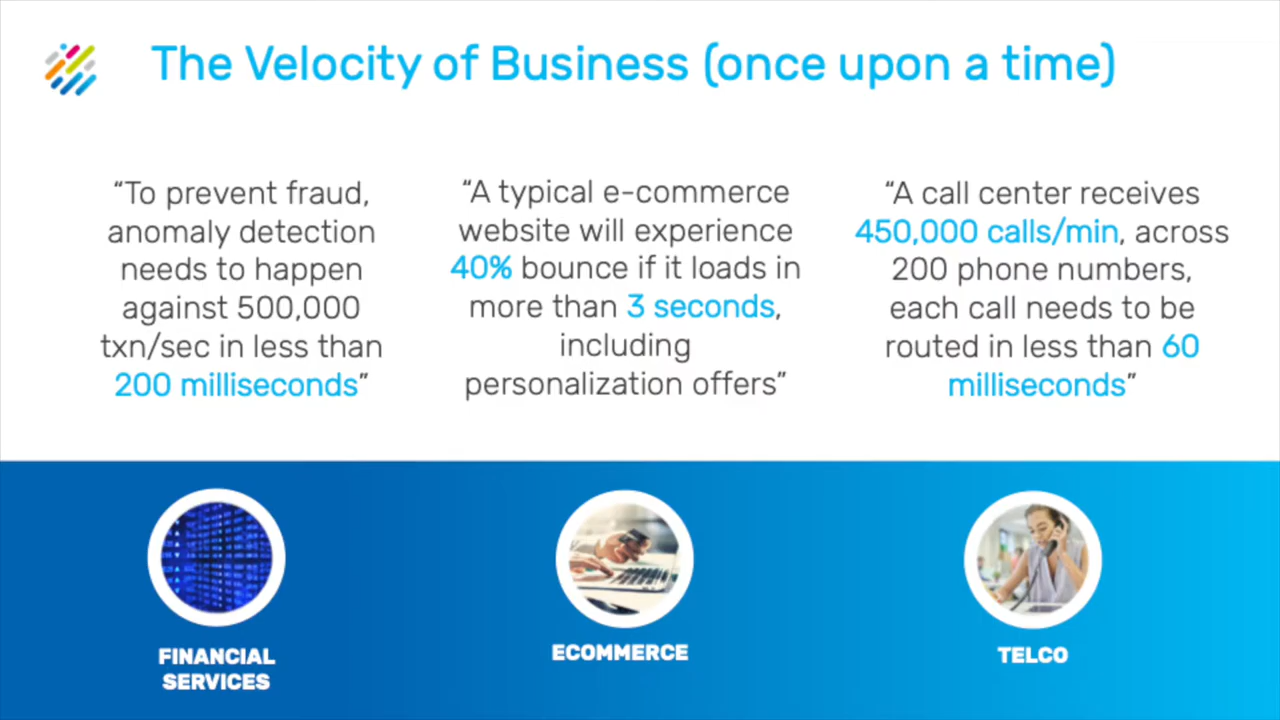 The Velocity of Business (once upon a time)
“To prevent fraud,
anomaly detection
needs to happen
against 500,000
txn/sec in less than
200 milliseconds”
“A typical e-commerce
website will experience
40% bounce if it loads in
more than 3 seconds,
including
personalization offers”
“A call center receives
450,000 calls/min, across
200 phone numbers,
each call needs to be
routed in less than 60
milliseconds”
FINANCIAL
SERVICES
ECOMMERCE
TELCO